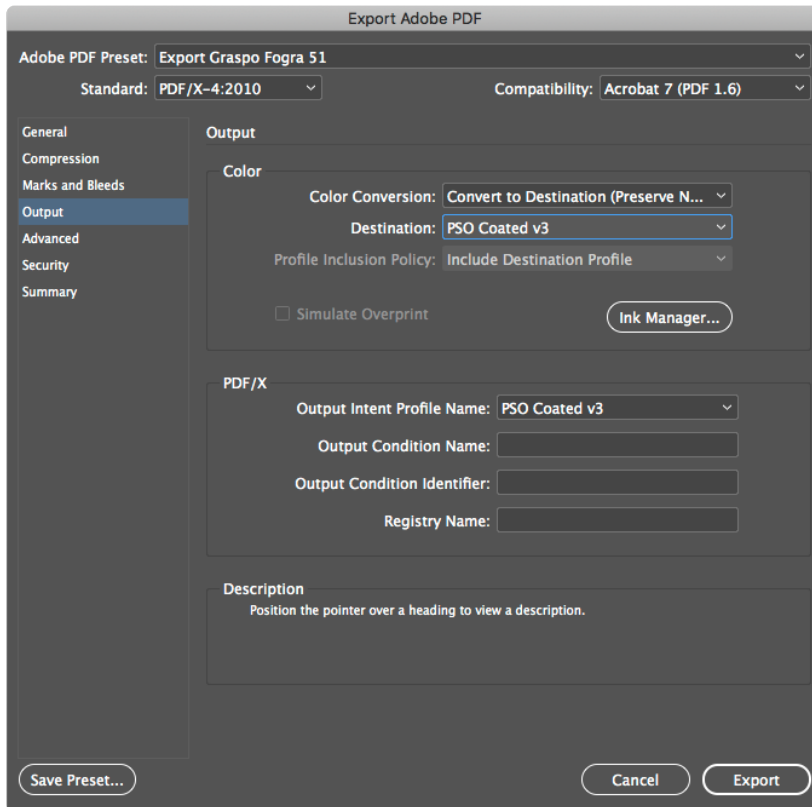 Export Adobe PDF
Adobe PDF Preset: Export Graspo Fogra 51
Standard: PDF/X-4:2010 Compatibility: Acrobat 7 (PDF 1.6)
General
Compression
Marks and Bleeds
Output
Advanced
Security
Summary
Output
Color
Color Conversion: Convert to Destination (Preserve N...
Destination: PSO Coated v3
Profile Inclusion Policy: Include Destination Profile
Simulate Overprint Ink Manager...
PDF/X
Output Intent Profile Name: PSO Coated v3
Output Condition Name:
Output Condition Identifier:
Registry Name:
Description
Position the pointer over a heading to view a description.
Save Preset... Cancel Export